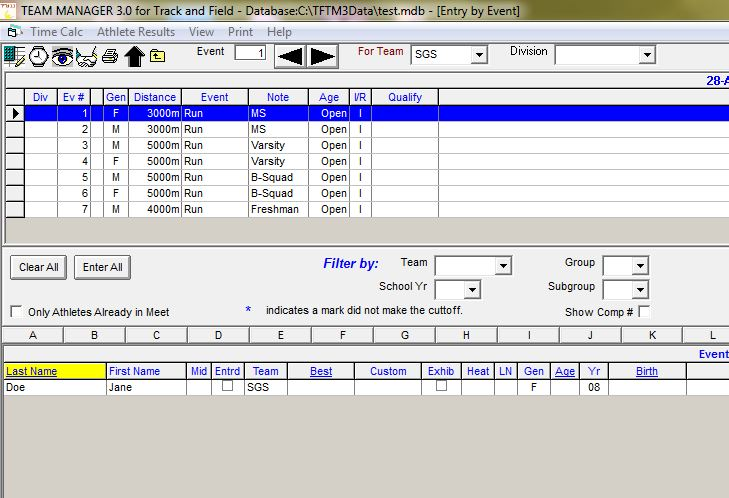 TEAM MANAGER 3.0 for Track and Field - Database:C:\TFTM3Data\test.mdb - [Entry by Event]
Time Calc Athlete Results View Print Help
Event 1 For Team SGS Division
28-A
Div Ev # Gen Distance Event Note Age I/R Qualify
1 F 3000m Run MS Open I
2 M 3000m Run MS Open I
3 M 5000m Run Varsity Open I
4 F 5000m Run Varsity Open I
5 M 5000m Run B-Squad Open I
6 F 5000m Run B-Squad Open I
7 M 4000m Run Freshman Open I
Clear All Enter All Filter by: Team Group
School Yr Subgroup
Only Athletes Already in Meet * indicates a mark did not make the cuttoff. Show Comp #
A B C D E F G H I J K L
Event
Last Name First Name Mid Entrd Team Best Custom Exhib Heat LN Gen Age Yr Birth
Doe Jane SGS F 08